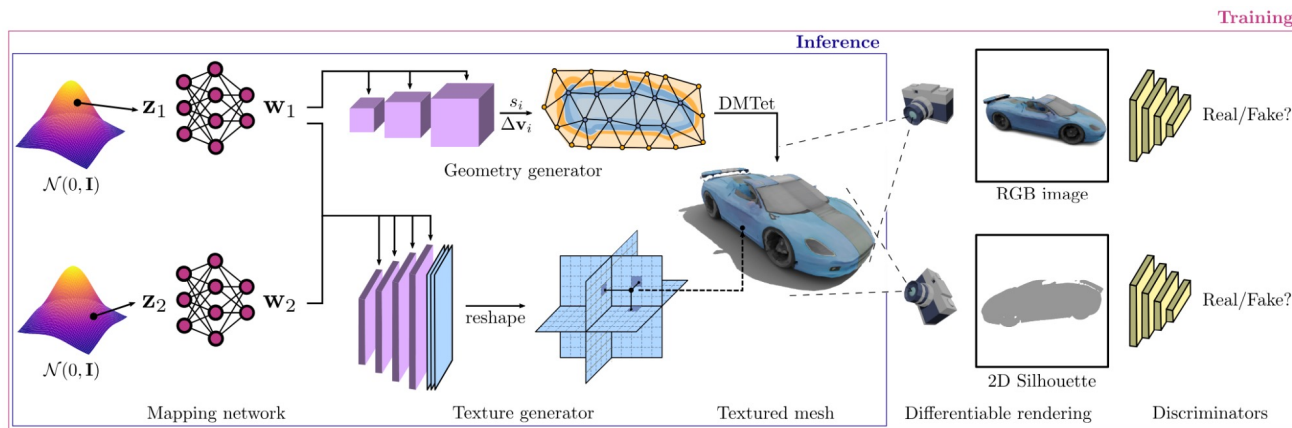 Training
Inference
z₁
w₁
𝒩(0, I)
sᵢ
Δvᵢ
Geometry generator
DMTet
RGB image
Real/Fake?
z₂
w₂
𝒩(0, I)
reshape
2D Silhouette
Real/Fake?
Mapping network
Texture generator
Textured mesh
Differentiable rendering
Discriminators